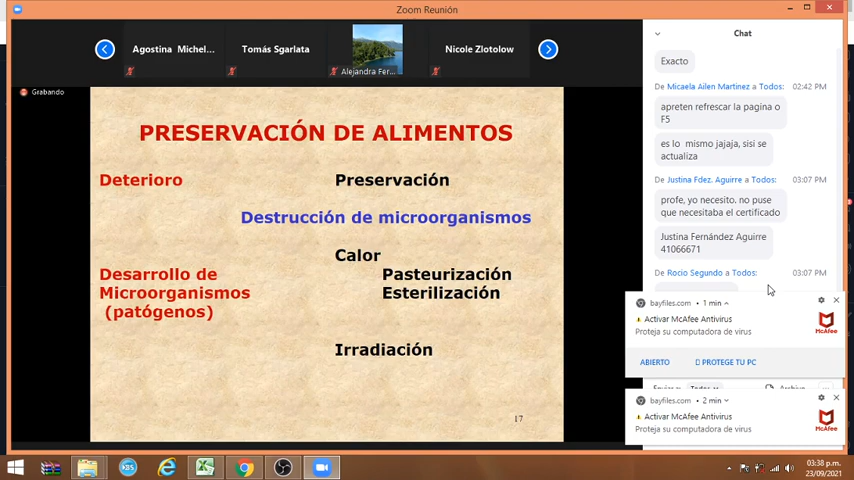 Zoom Reunión
Agostina Michel...
Tomás Sgarlata
Alejandra Fer...
Nicole Zlotolow
Grabando
PRESERVACIÓN DE ALIMENTOS
Deterioro
Preservación
Destrucción de microorganismos
Calor
Desarrollo de
Microorganismos
(patógenos)
Pasteurización
Esterilización
Irradiación
17
Chat
Exacto
De Micaela Ailen Martinez a Todos: 02:42 PM
apreten refrescar la pagina o
F5
es lo mismo jajaja, sisi se
actualiza
De Justina Fdez. Aguirre a Todos: 03:07 PM
profe, yo necesito. no puse
que necesitaba el certificado
Justina Fernández Aguirre
41066671
De Rocio Segundo a Todos: 03:07 PM
bayfiles.com • 1 min
Activar McAfee Antivirus
Proteja su computadora de virus
McAfee
ABIERTO
PROTEGE TU PC
bayfiles.com • 2 min
Activar McAfee Antivirus
Proteja su computadora de virus
McAfee
03:38 p.m.
23/09/2021